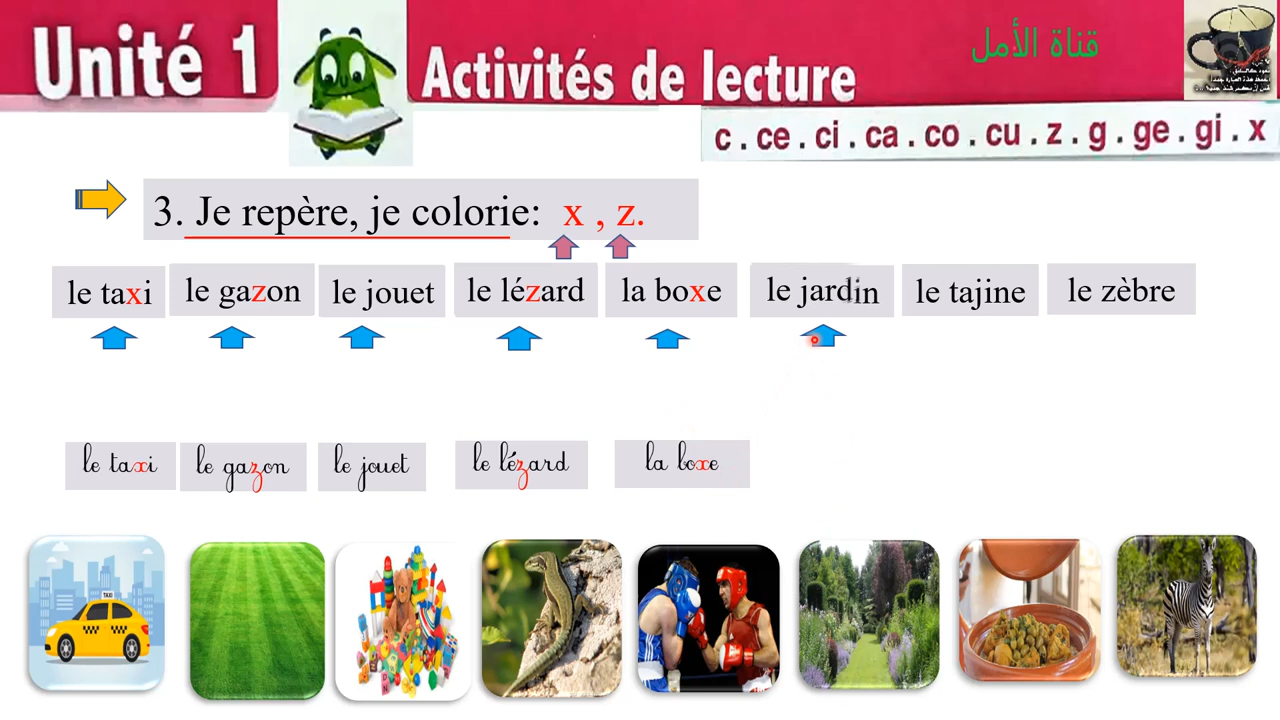 Unité 1
Activités de lecture
قناة الأمل
c . ce . ci . ca . co . cu . z . g . ge . gi . x
3. Je repère, je colorie: x , z.
le taxi le gazon le jouet le lézard la boxe le jardin le tajine le zèbre
le taxi le gazon le jouet le lézard la boxe
TAXI